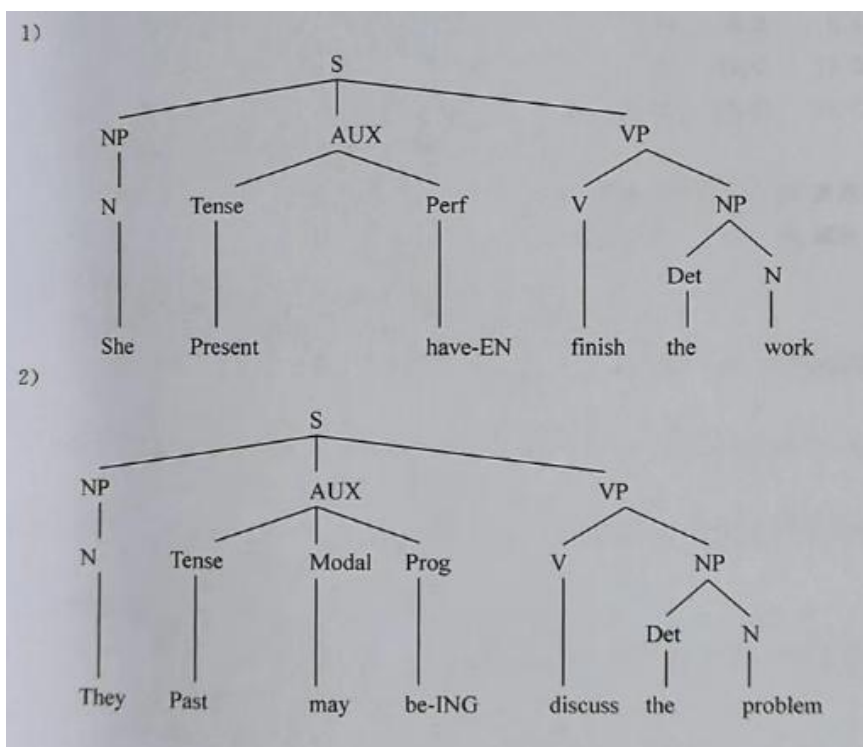 1)
S
NP AUX VP
N Tense Perf V NP
Det N
She Present have-EN finish the work
2)
S
NP AUX VP
N Tense Modal Prog V NP
Det N
They Past may be-ING discuss the problem